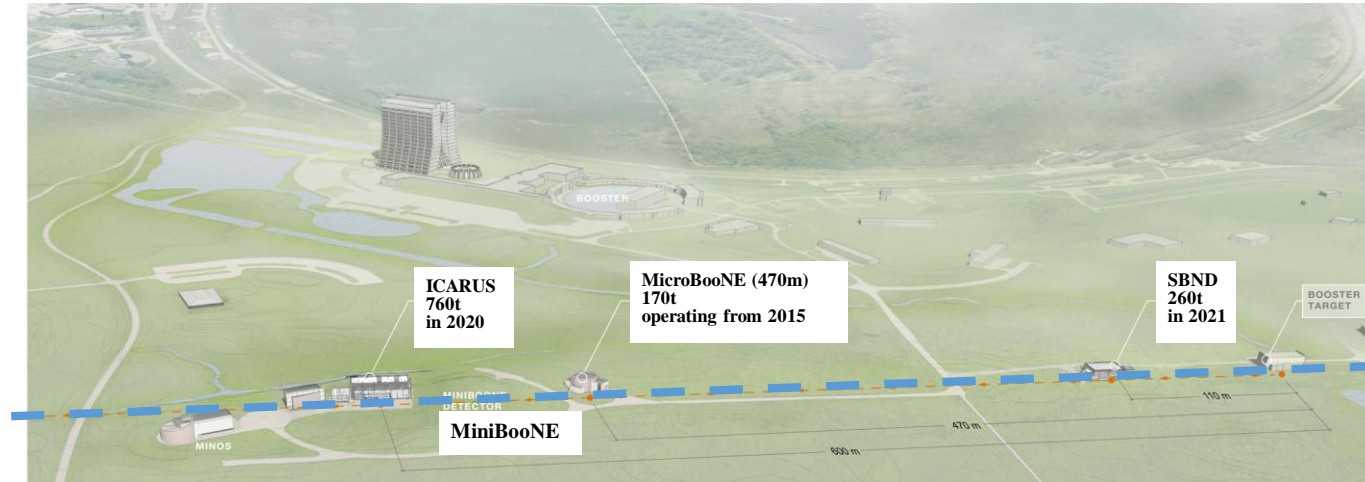 BOOSTER
ICARUS
760t
in 2020
MicroBooNE (470m)
170t
operating from 2015
SBND
260t
in 2021
BOOSTER
TARGET
MINIBOONE
DETECTOR
MiniBooNE
MINOS
110 m
470 m
600 m